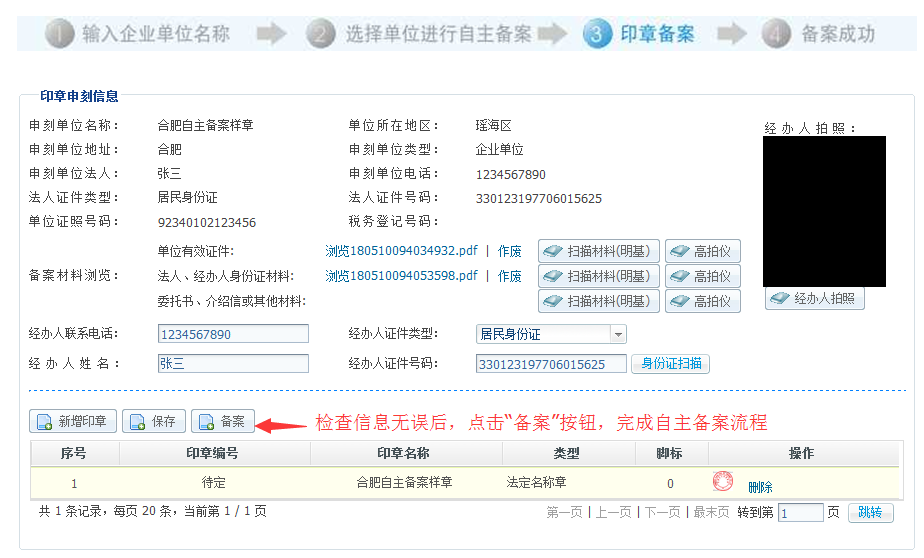 1 输入企业单位名称 2 选择单位进行自主备案 3 印章备案 4 备案成功
印章申刻信息
申刻单位名称： 合肥自主备案样章 单位所在地区： 瑶海区 经办人拍照：
申刻单位地址： 合肥 申刻单位类型： 企业单位
申刻单位法人： 张三 申刻单位电话： 1234567890
法人证件类型： 居民身份证 法人证件号码： 330123197706015625
单位证照号码： 92340102123456 税务登记号码：
备案材料浏览： 单位有效证件: 浏览180510094034932.pdf | 作废 扫描材料(明基) 高拍仪
法人、经办人身份证材料: 浏览180510094053598.pdf | 作废 扫描材料(明基) 高拍仪
委托书、介绍信或其他材料: 扫描材料(明基) 高拍仪 经办人拍照
经办人联系电话： 1234567890 经办人证件类型： 居民身份证
经办人姓名： 张三 经办人证件号码： 330123197706015625 身份证扫描
新增印章 保存 备案 检查信息无误后，点击“备案”按钮，完成自主备案流程
序号 印章编号 印章名称 类型 脚标 操作
1 待定 合肥自主备案样章 法定名称章 0 删除
共 1 条记录，每页 20 条，当前第 1 / 1 页 第一页 | 上一页 | 下一页 | 最末页 转到第 1 页 跳转